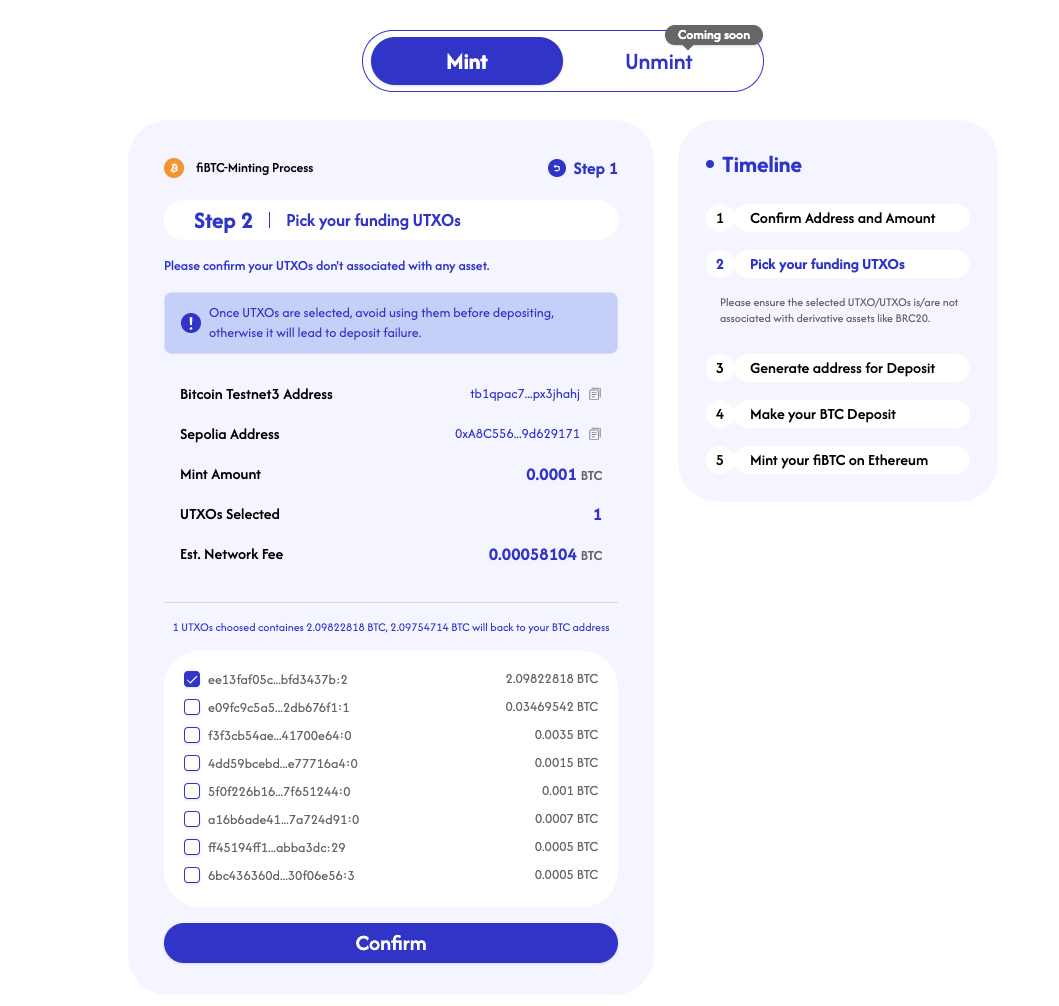 Coming soon
Mint
Unmint
fiBTC-Minting Process
Step 1
Step 2 | Pick your funding UTXOs
Please confirm your UTXOs don't associated with any asset.
Once UTXOs are selected, avoid using them before depositing,
otherwise it will lead to deposit failure.
Bitcoin Testnet3 Address tb1qpac7...px3jhahj
Sepolia Address 0xA8C556...9d629171
Mint Amount 0.0001 BTC
UTXOs Selected 1
Est. Network Fee 0.00058104 BTC
1 UTXOs choosed containes 2.09822818 BTC, 2.09754714 BTC will back to your BTC address
ee13faf05c...bfd3437b:2 2.09822818 BTC
e09fc9c5a5...2db676f1:1 0.03469542 BTC
f3f3cb54ae...41700e64:0 0.0035 BTC
4dd59bcebd...e77716a4:0 0.0015 BTC
5f0f226b16...7f651244:0 0.001 BTC
a16b6ade41...7a724d91:0 0.0007 BTC
ff45194ff1...abba3dc:29 0.0005 BTC
6bc436360d...30f06e56:3 0.0005 BTC
Confirm
Timeline
1 Confirm Address and Amount
2 Pick your funding UTXOs
Please ensure the selected UTXO/UTXOs is/are not
associated with derivative assets like BRC20.
3 Generate address for Deposit
4 Make your BTC Deposit
5 Mint your fiBTC on Ethereum